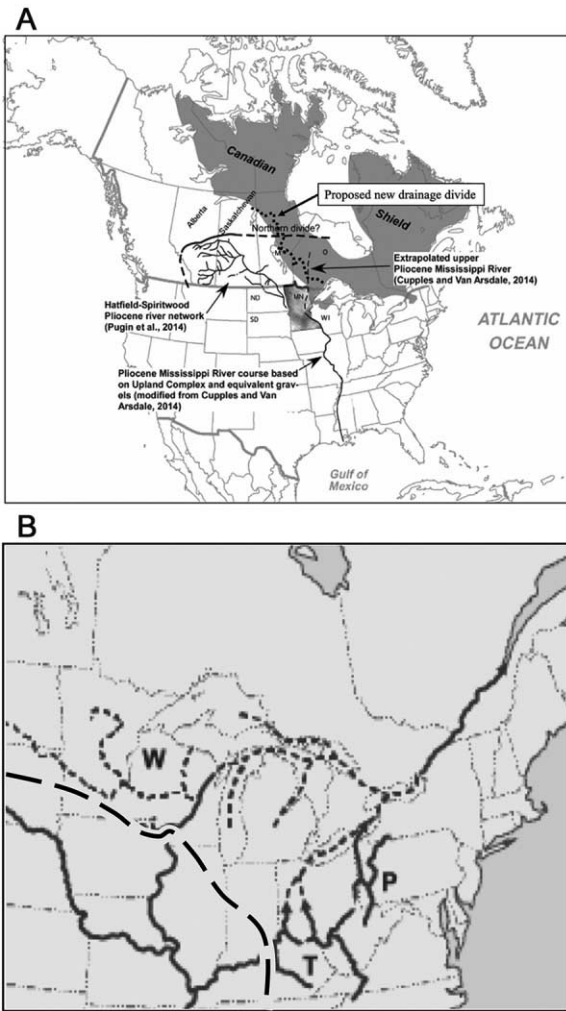 A
Canadian
Shield
Proposed new drainage divide
Alberta
Saskatchewan
Northern divide?
M
O
Extrapolated upper
Pliocene Mississippi River
(Cupples and Van Arsdale, 2014)
Hatfield-Spiritwood
Pliocene river network
(Pugin et al., 2014)
ND
MN
SD
WI
ATLANTIC
OCEAN
Pliocene Mississippi River course based
on Upland Complex and equivalent grav-
els (modified from Cupples and Van
Arsdale, 2014)
Gulf of
Mexico
B
W
P
T